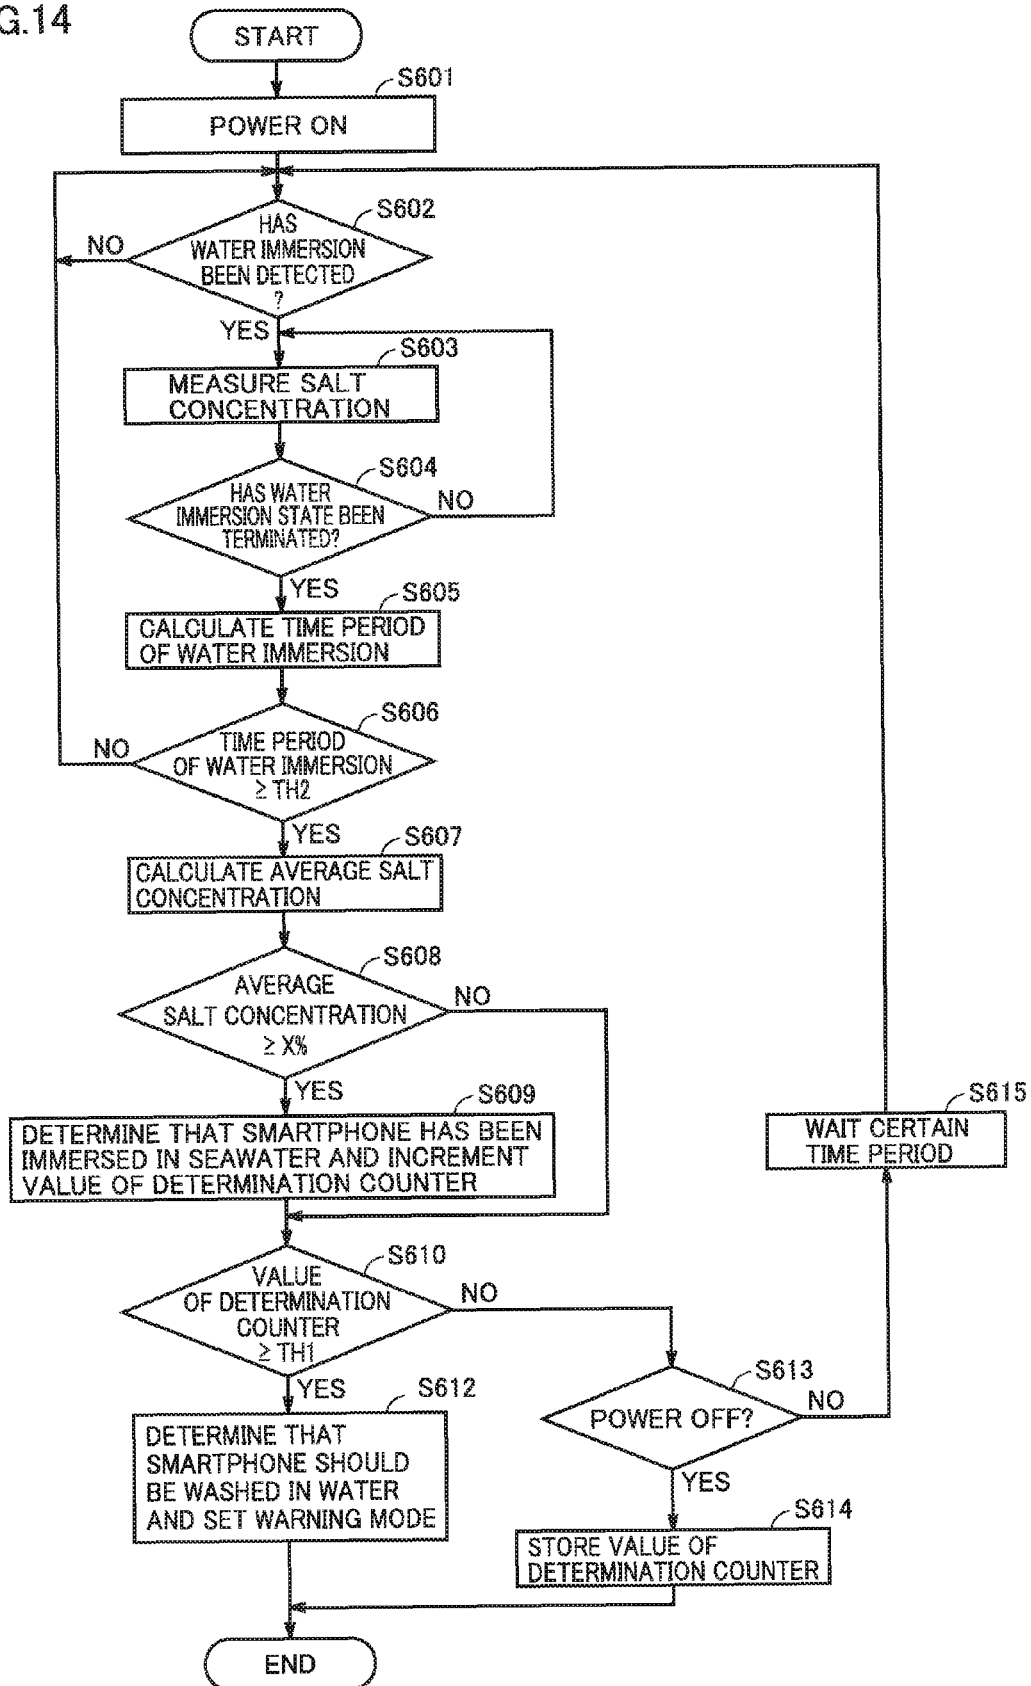 G.14
START
S601
POWER ON
S602
HAS
WATER IMMERSION
BEEN DETECTED
?
NO
YES
S603
MEASURE SALT
CONCENTRATION
S604
HAS WATER
IMMERSION STATE BEEN
TERMINATED?
NO
YES
S605
CALCULATE TIME PERIOD
OF WATER IMMERSION
S606
TIME PERIOD
OF WATER IMMERSION
≥ TH2
NO
YES
S607
CALCULATE AVERAGE SALT
CONCENTRATION
S608
AVERAGE
SALT CONCENTRATION
≥ X%
NO
YES
S609
DETERMINE THAT SMARTPHONE HAS BEEN
IMMERSED IN SEAWATER AND INCREMENT
VALUE OF DETERMINATION COUNTER
S615
WAIT CERTAIN
TIME PERIOD
S610
VALUE
OF DETERMINATION
COUNTER
≥ TH1
NO
YES
S612
DETERMINE THAT
SMARTPHONE SHOULD
BE WASHED IN WATER
AND SET WARNING MODE
S613
POWER OFF?
NO
YES
S614
STORE VALUE OF
DETERMINATION COUNTER
END